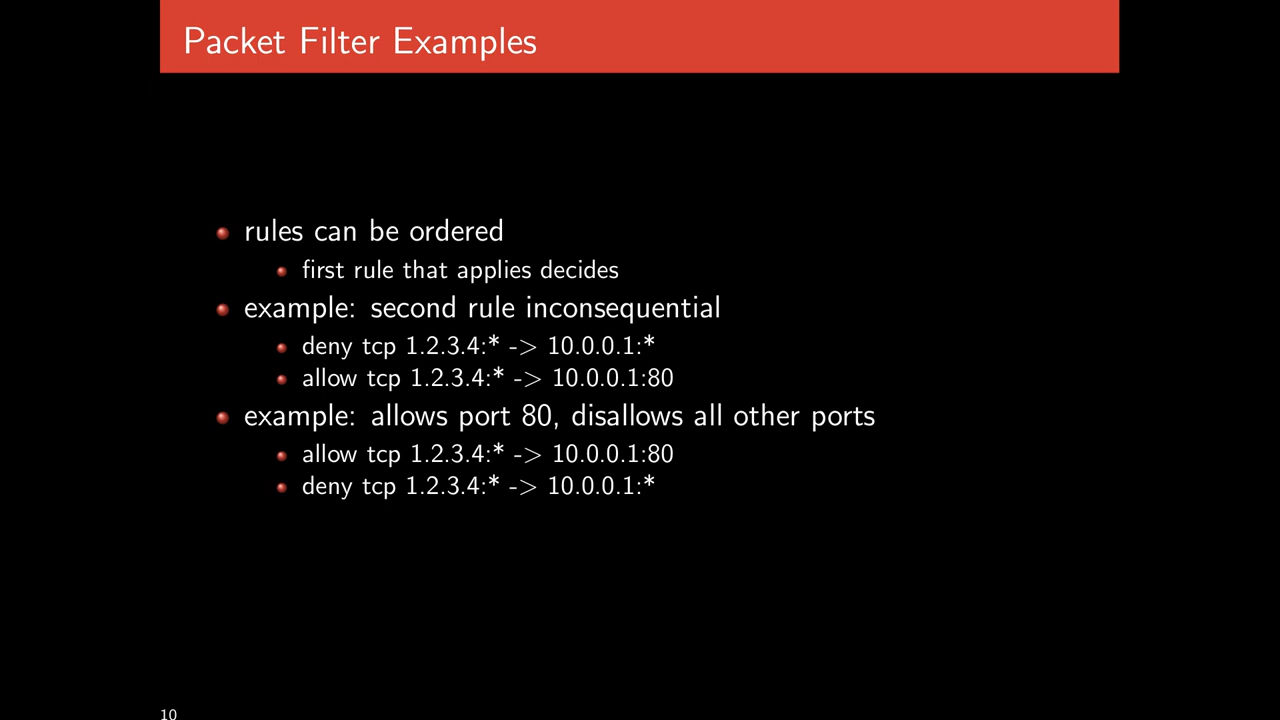 Packet Filter Examples
rules can be ordered
first rule that applies decides
example: second rule inconsequential
deny tcp 1.2.3.4:* -> 10.0.0.1:*
allow tcp 1.2.3.4:* -> 10.0.0.1:80
example: allows port 80, disallows all other ports
allow tcp 1.2.3.4:* -> 10.0.0.1:80
deny tcp 1.2.3.4:* -> 10.0.0.1:*
10